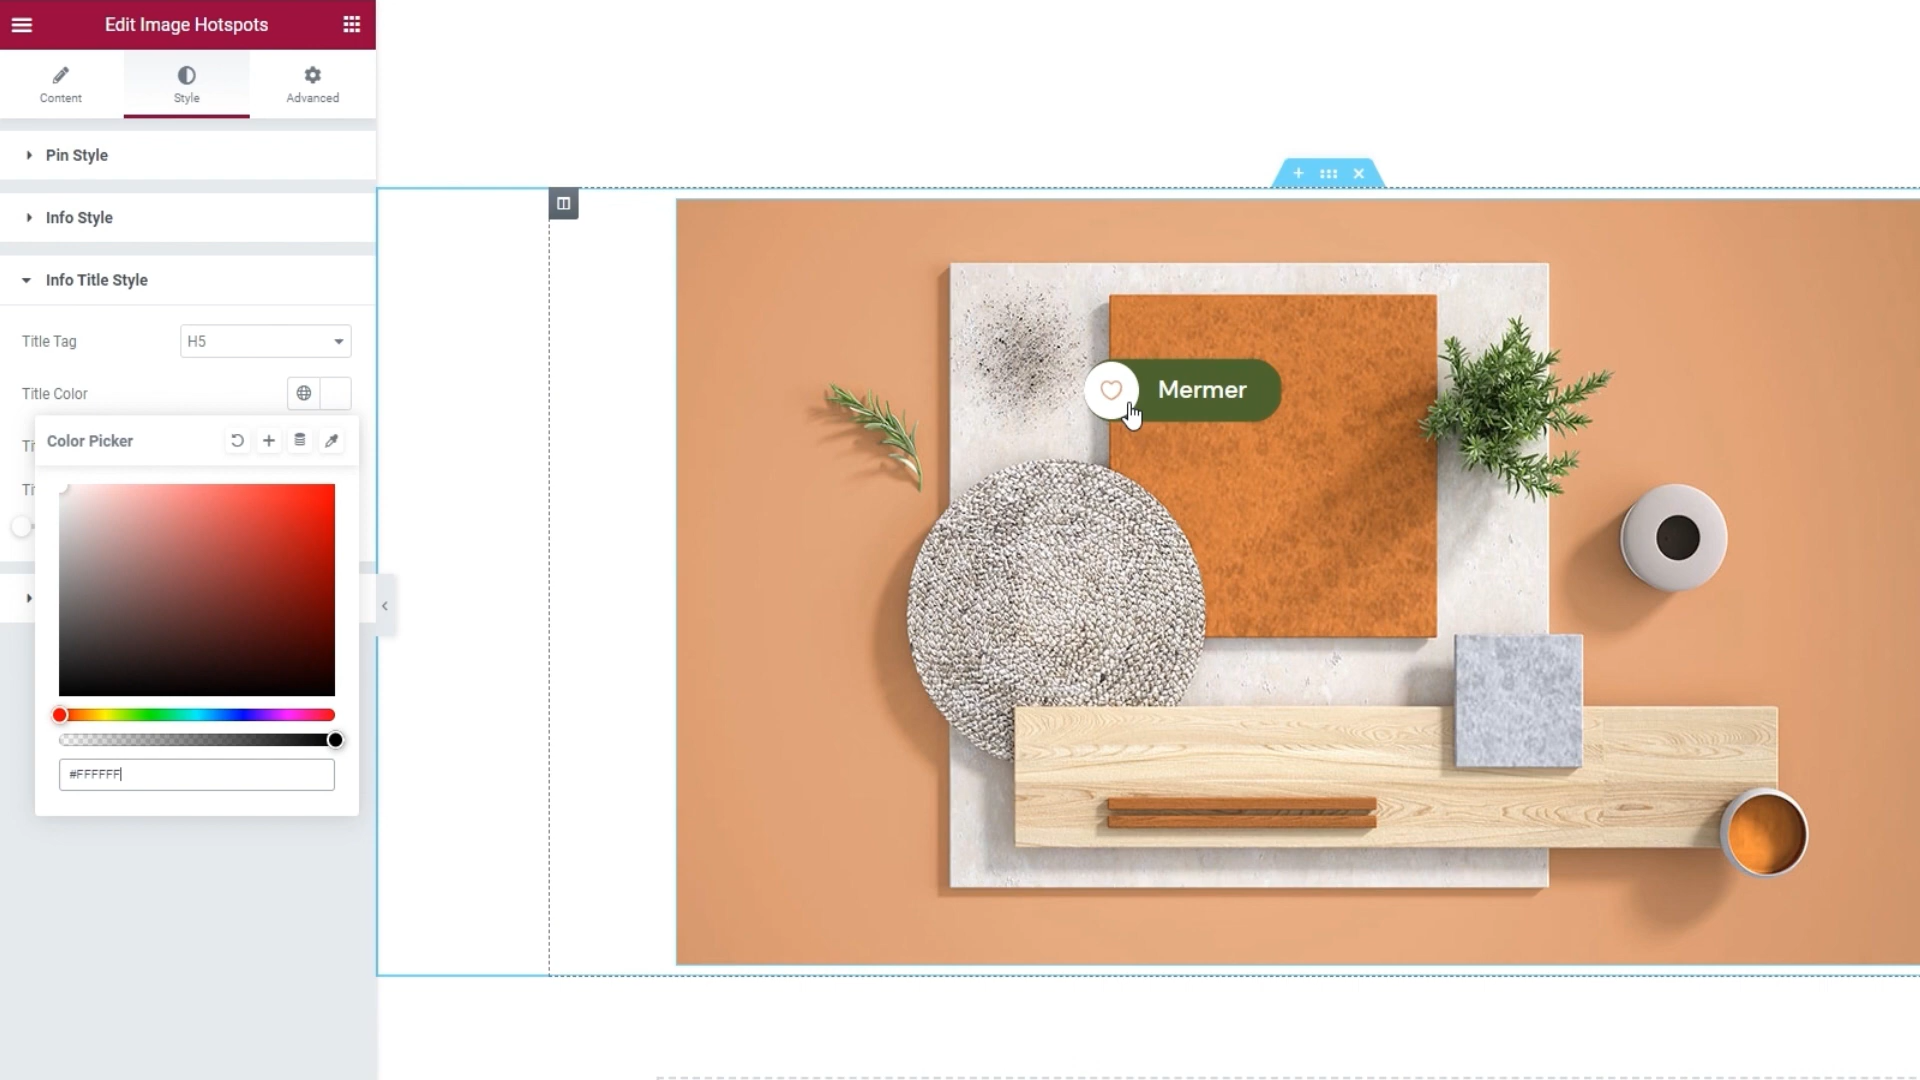 Edit Image Hotspots
Content
Style
Advanced
Pin Style
Info Style
Info Title Style
Title Tag
H5
Title Color
Color Picker
#FFFFFF
Mermer